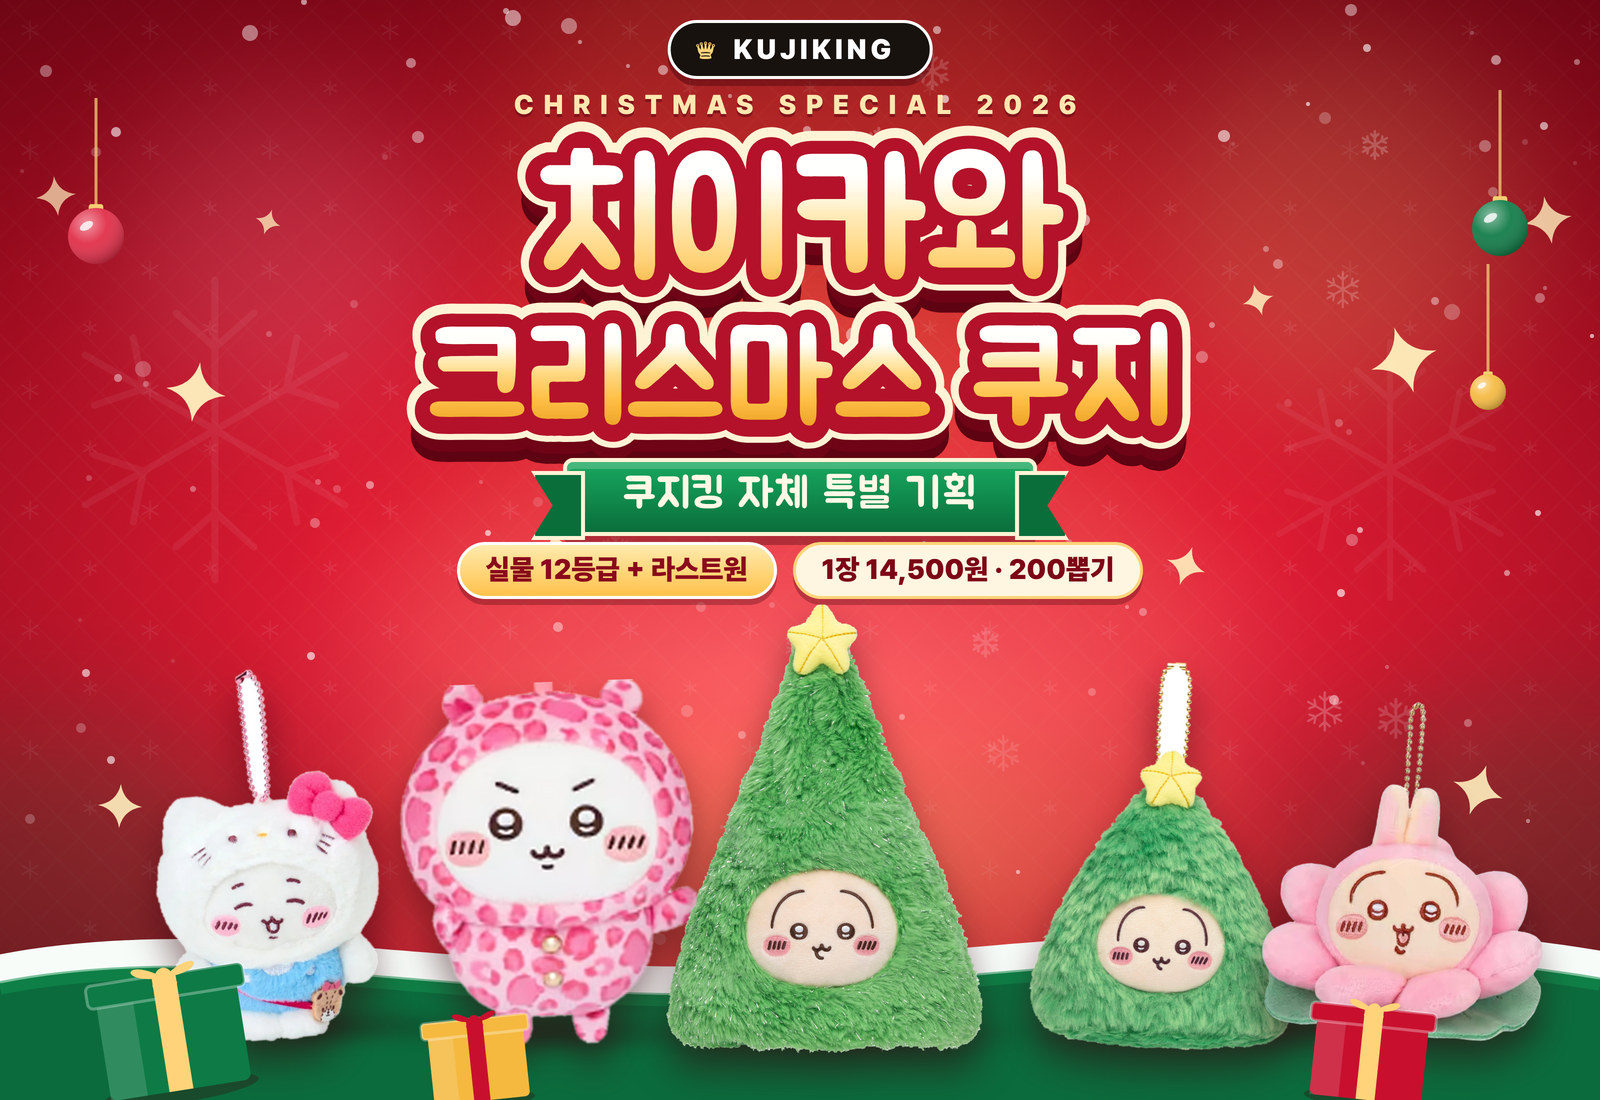 KUJIKING
CHRISTMAS SPECIAL 2026
치이카와
크리스마스 쿠지
쿠지킹 자체 특별 기획
실물 12등급 + 라스트원
1장 14,500원 · 200뽑기